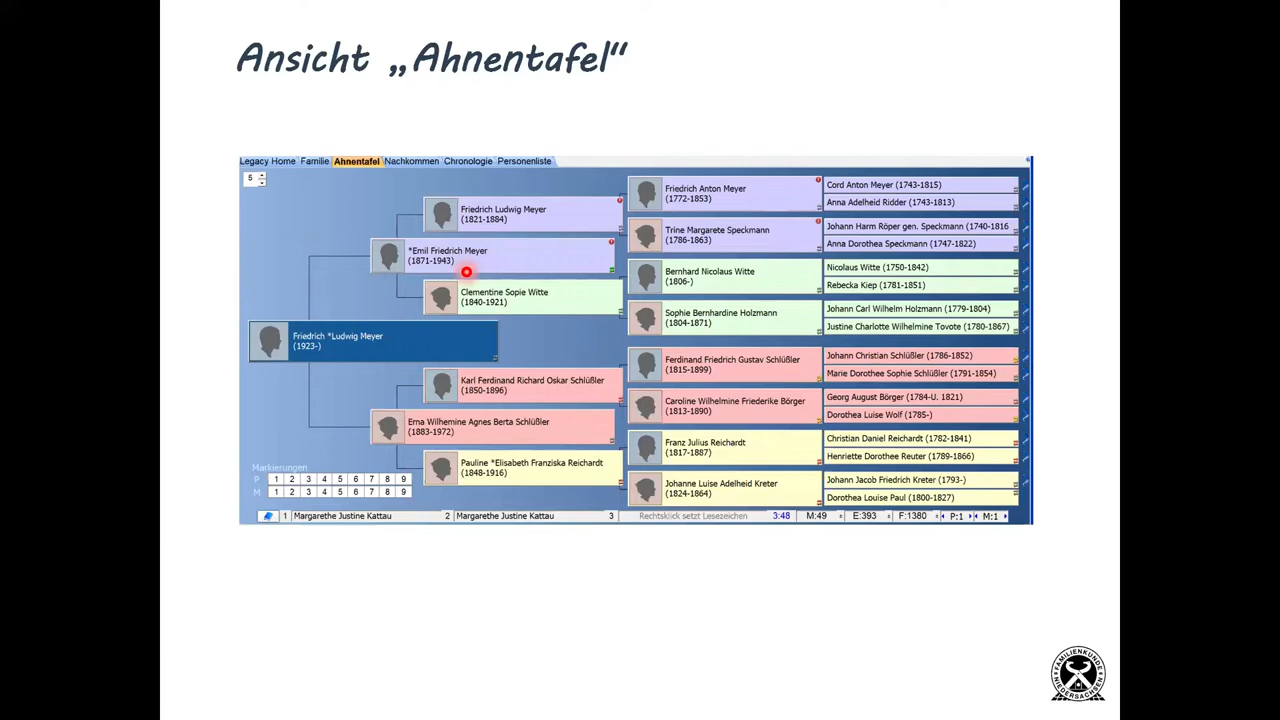 Ansicht „Ahnentafel“
Legacy Home Familie Ahnentafel Nachkommen Chronologie Personenliste
5
Friedrich Anton Meyer
(1772-1853)
Cord Anton Meyer (1743-1815)
Anna Adelheid Ridder (1743-1813)
Friedrich Ludwig Meyer
(1821-1884)
Trine Margarete Speckmann
(1786-1863)
Johann Harm Röper gen. Speckmann (1740-1816
Anna Dorothea Speckmann (1747-1822)
*Emil Friedrich Meyer
(1871-1943)
Bernhard Nicolaus Witte
(1806-)
Nicolaus Witte (1750-1842)
Rebecka Kiep (1781-1851)
Clementine Sopie Witte
(1840-1921)
Sophie Bernhardine Holzmann
(1804-1871)
Johann Carl Wilhelm Holzmann (1779-1804)
Justine Charlotte Wilhelmine Tovote (1780-1867)
Friedrich *Ludwig Meyer
(1923-)
Ferdinand Friedrich Gustav Schlüßler
(1815-1899)
Johann Christian Schlüßler (1786-1852)
Marie Dorothee Sophie Schlüßler (1791-1854)
Karl Ferdinand Richard Oskar Schlüßler
(1850-1896)
Caroline Wilhelmine Friederike Börger
(1813-1890)
Georg August Börger (1784-U. 1821)
Dorothea Luise Wolf (1785-)
Erna Wilhemine Agnes Berta Schlüßler
(1883-1972)
Franz Julius Reichardt
(1817-1887)
Christian Daniel Reichardt (1782-1841)
Henriette Dorothee Reuter (1789-1866)
Pauline *Elisabeth Franziska Reichardt
(1848-1916)
Johanne Luise Adelheid Kreter
(1824-1864)
Johann Jacob Friedrich Kreter (1793-)
Dorothea Louise Paul (1800-1827)
Markierungen
P 1 2 3 4 5 6 7 8 9
M 1 2 3 4 5 6 7 8 9
1 Margarethe Justine Kattau 2 Margarethe Justine Kattau 3 Rechtsklick setzt Lesezeichen 3:48 M:49 E:393 F:1380 P:1 M:1
FAMILIENKUNDE
NIEDERSACHSEN